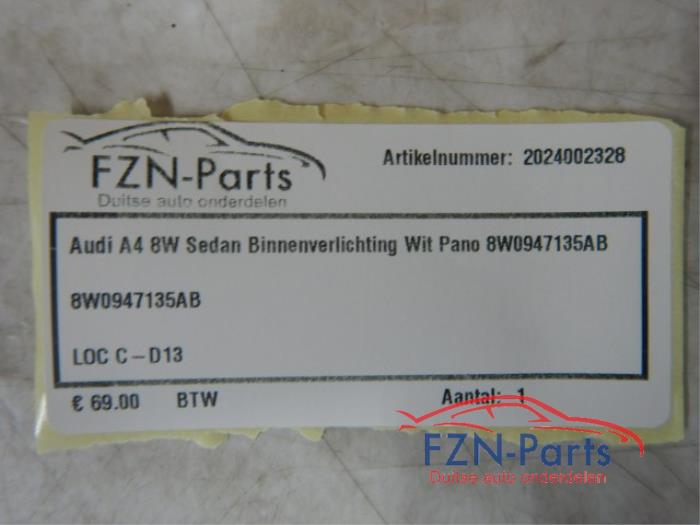 FZN-Parts
Duitse auto onderdelen
Artikelnummer: 2024002328
Audi A4 8W Sedan Binnenverlichting Wit Pano 8W0947135AB
8W0947135AB
LOC C - D13
€ 69.00 BTW
Aantal: 1
FZN-Parts
Duitse auto onderdelen